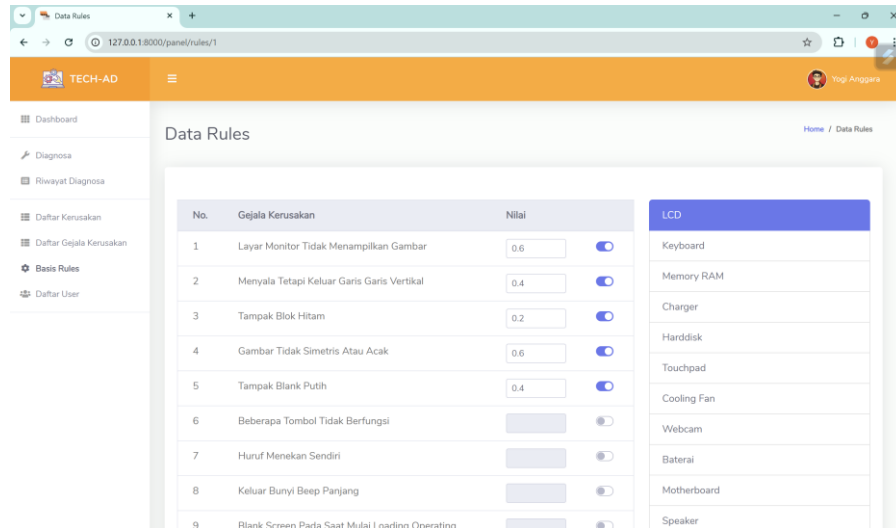 Data Rules
127.0.0.1:8000/panel/rules/1
Y
TECH-AD
Yogi Anggara
Dashboard
Diagnosa
Riwayat Diagnosa
Daftar Kerusakan
Daftar Gejala Kerusakan
Basis Rules
Daftar User
Data Rules
Home / Data Rules
No. Gejala Kerusakan Nilai
1 Layar Monitor Tidak Menampilkan Gambar 0.6
2 Menyala Tetapi Keluar Garis Garis Vertikal 0.4
3 Tampak Blok Hitam 0.2
4 Gambar Tidak Simetris Atau Acak 0.6
5 Tampak Blank Putih 0.4
6 Beberapa Tombol Tidak Berfungsi
7 Huruf Menekan Sendiri
8 Keluar Bunyi Beep Panjang
9 Blank Screen Pada Saat Mulai Loading Operating
LCD
Keyboard
Memory RAM
Charger
Harddisk
Touchpad
Cooling Fan
Webcam
Baterai
Motherboard
Speaker